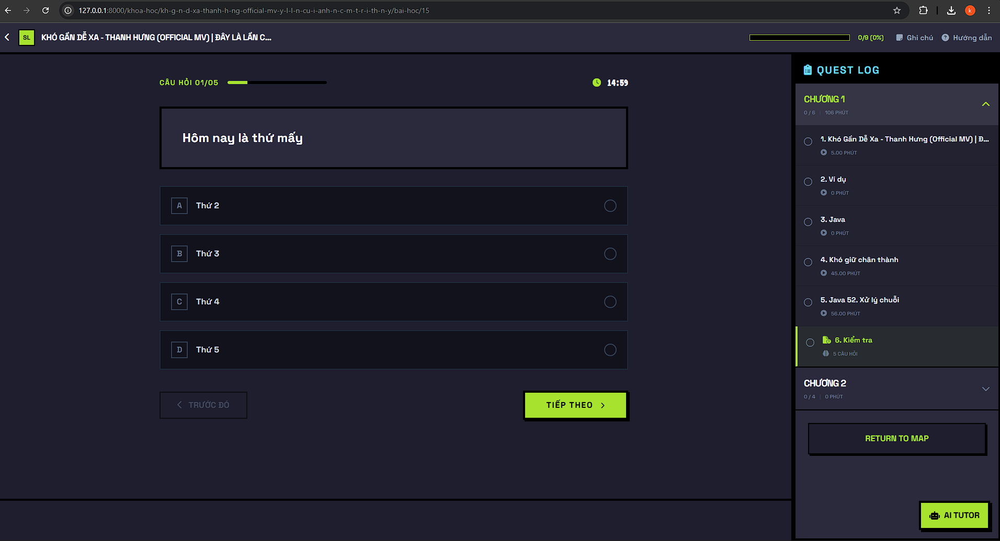 127.0.0.1:8000/khoa-hoc/kh-g-n-d-xa-thanh-h-ng-official-mv-y-l-l-n-cu-i-anh-n-c-m-t-r-i-th-n-y/bai-hoc/15
k
SL
KHÓ GẦN DỄ XA - THANH HƯNG (OFFICIAL MV) | ĐÂY LÀ LẦN C...
0/9 (0%)
Ghi chú
Hướng dẫn
CÂU HỎI 01/05
14:59
Hôm nay là thứ mấy
A Thứ 2
B Thứ 3
C Thứ 4
D Thứ 5
TRƯỚC ĐÓ
TIẾP THEO
QUEST LOG
CHƯƠNG 1
0 / 6 | 106 PHÚT
1. Khó Gần Dễ Xa - Thanh Hưng (Official MV) | Đ...
5.00 PHÚT
2. Ví dụ
0 PHÚT
3. Java
0 PHÚT
4. Khó giữ chân thành
45.00 PHÚT
5. Java 52. Xử lý chuỗi
56.00 PHÚT
6. Kiểm tra
5 CÂU HỎI
CHƯƠNG 2
0 / 4 | 0 PHÚT
RETURN TO MAP
AI TUTOR